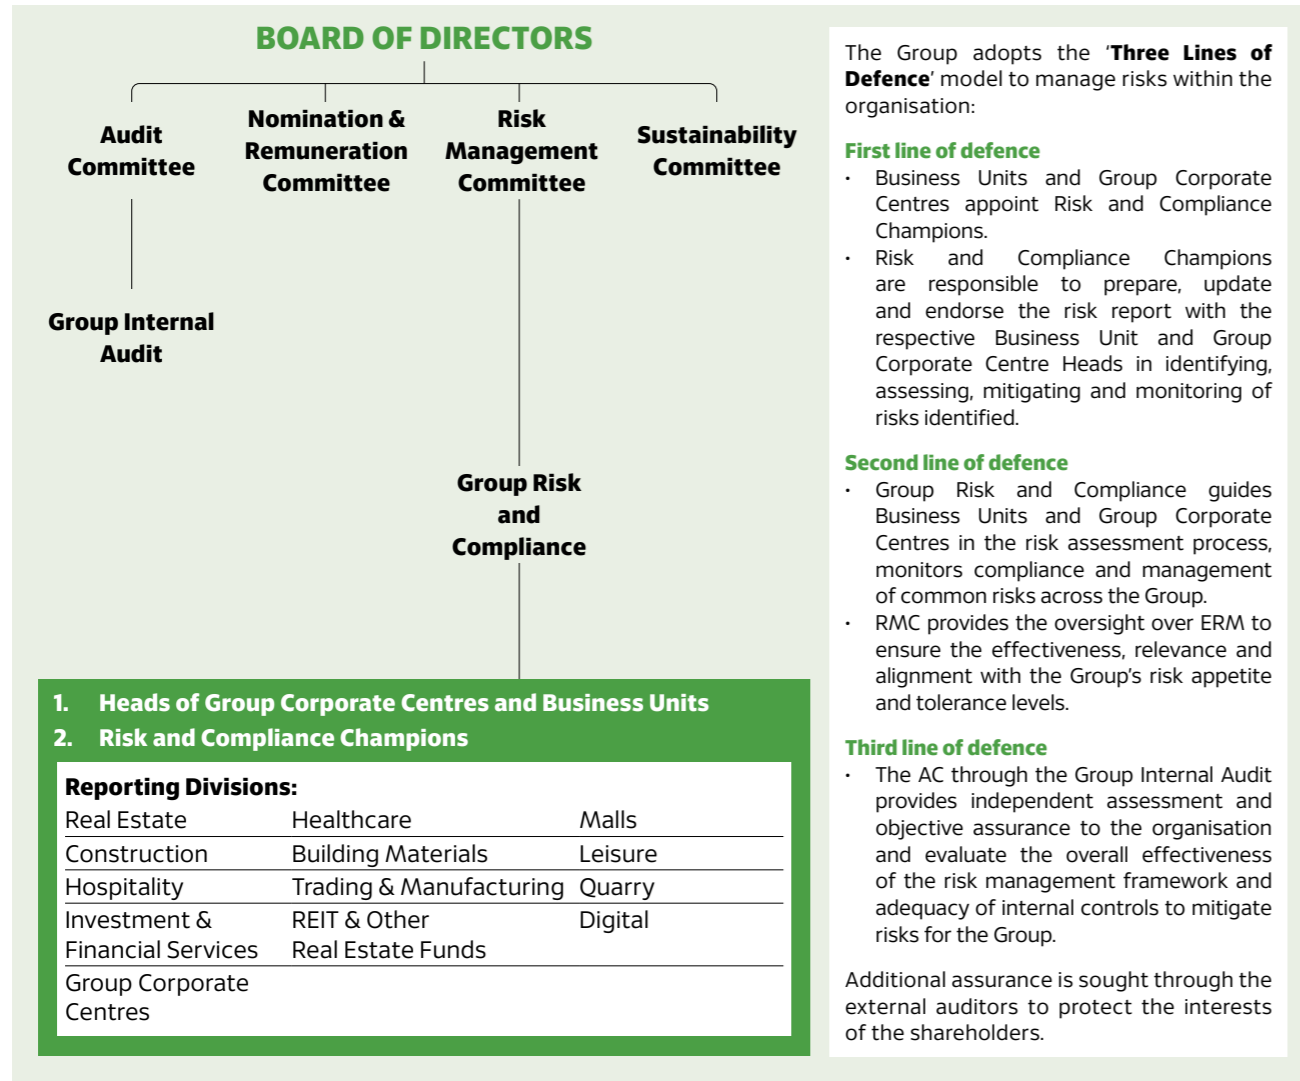 BOARD OF DIRECTORS
Audit
Committee
Nomination &
Remuneration
Committee
Risk
Management
Committee
Sustainability
Committee
Group Internal
Audit
Group Risk
and
Compliance
1. Heads of Group Corporate Centres and Business Units
2. Risk and Compliance Champions
Reporting Divisions:
Real Estate Healthcare Malls
Construction Building Materials Leisure
Hospitality Trading & Manufacturing Quarry
Investment & REIT & Other Digital
Financial Services Real Estate Funds
Group Corporate
Centres
The Group adopts the ‘Three Lines of
Defence’ model to manage risks within the
organisation:
First line of defence
• Business Units and Group Corporate
Centres appoint Risk and Compliance
Champions.
• Risk and Compliance Champions
are responsible to prepare, update
and endorse the risk report with the
respective Business Unit and Group
Corporate Centre Heads in identifying,
assessing, mitigating and monitoring of
risks identified.
Second line of defence
• Group Risk and Compliance guides
Business Units and Group Corporate
Centres in the risk assessment process,
monitors compliance and management
of common risks across the Group.
• RMC provides the oversight over ERM to
ensure the effectiveness, relevance and
alignment with the Group’s risk appetite
and tolerance levels.
Third line of defence
• The AC through the Group Internal Audit
provides independent assessment and
objective assurance to the organisation
and evaluate the overall effectiveness
of the risk management framework and
adequacy of internal controls to mitigate
risks for the Group.
Additional assurance is sought through the
external auditors to protect the interests
of the shareholders.